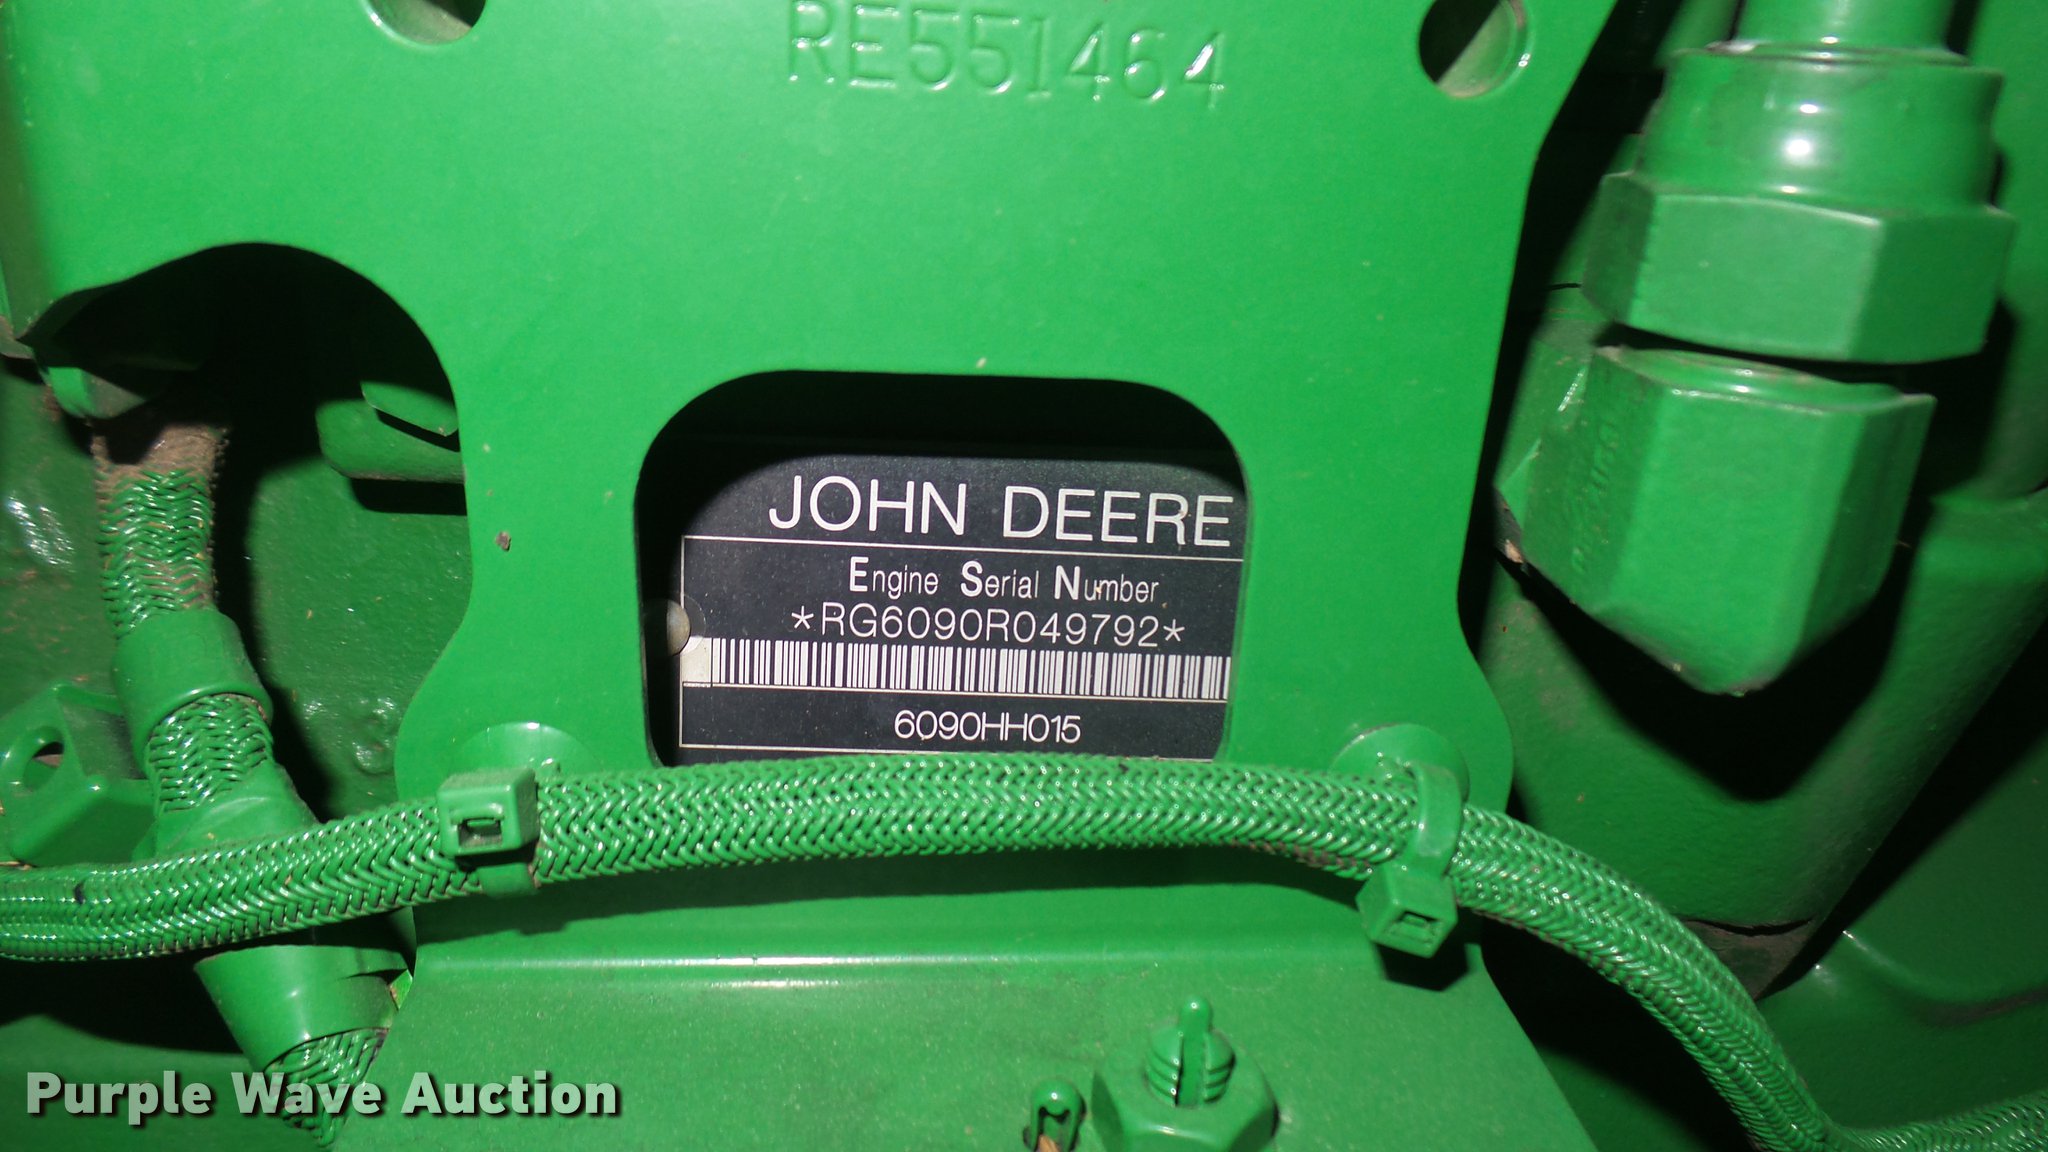 RE551464
JOHN DEERE
Engine Serial Number
*RG6090R049792*
6090HH015
Purple Wave Auction